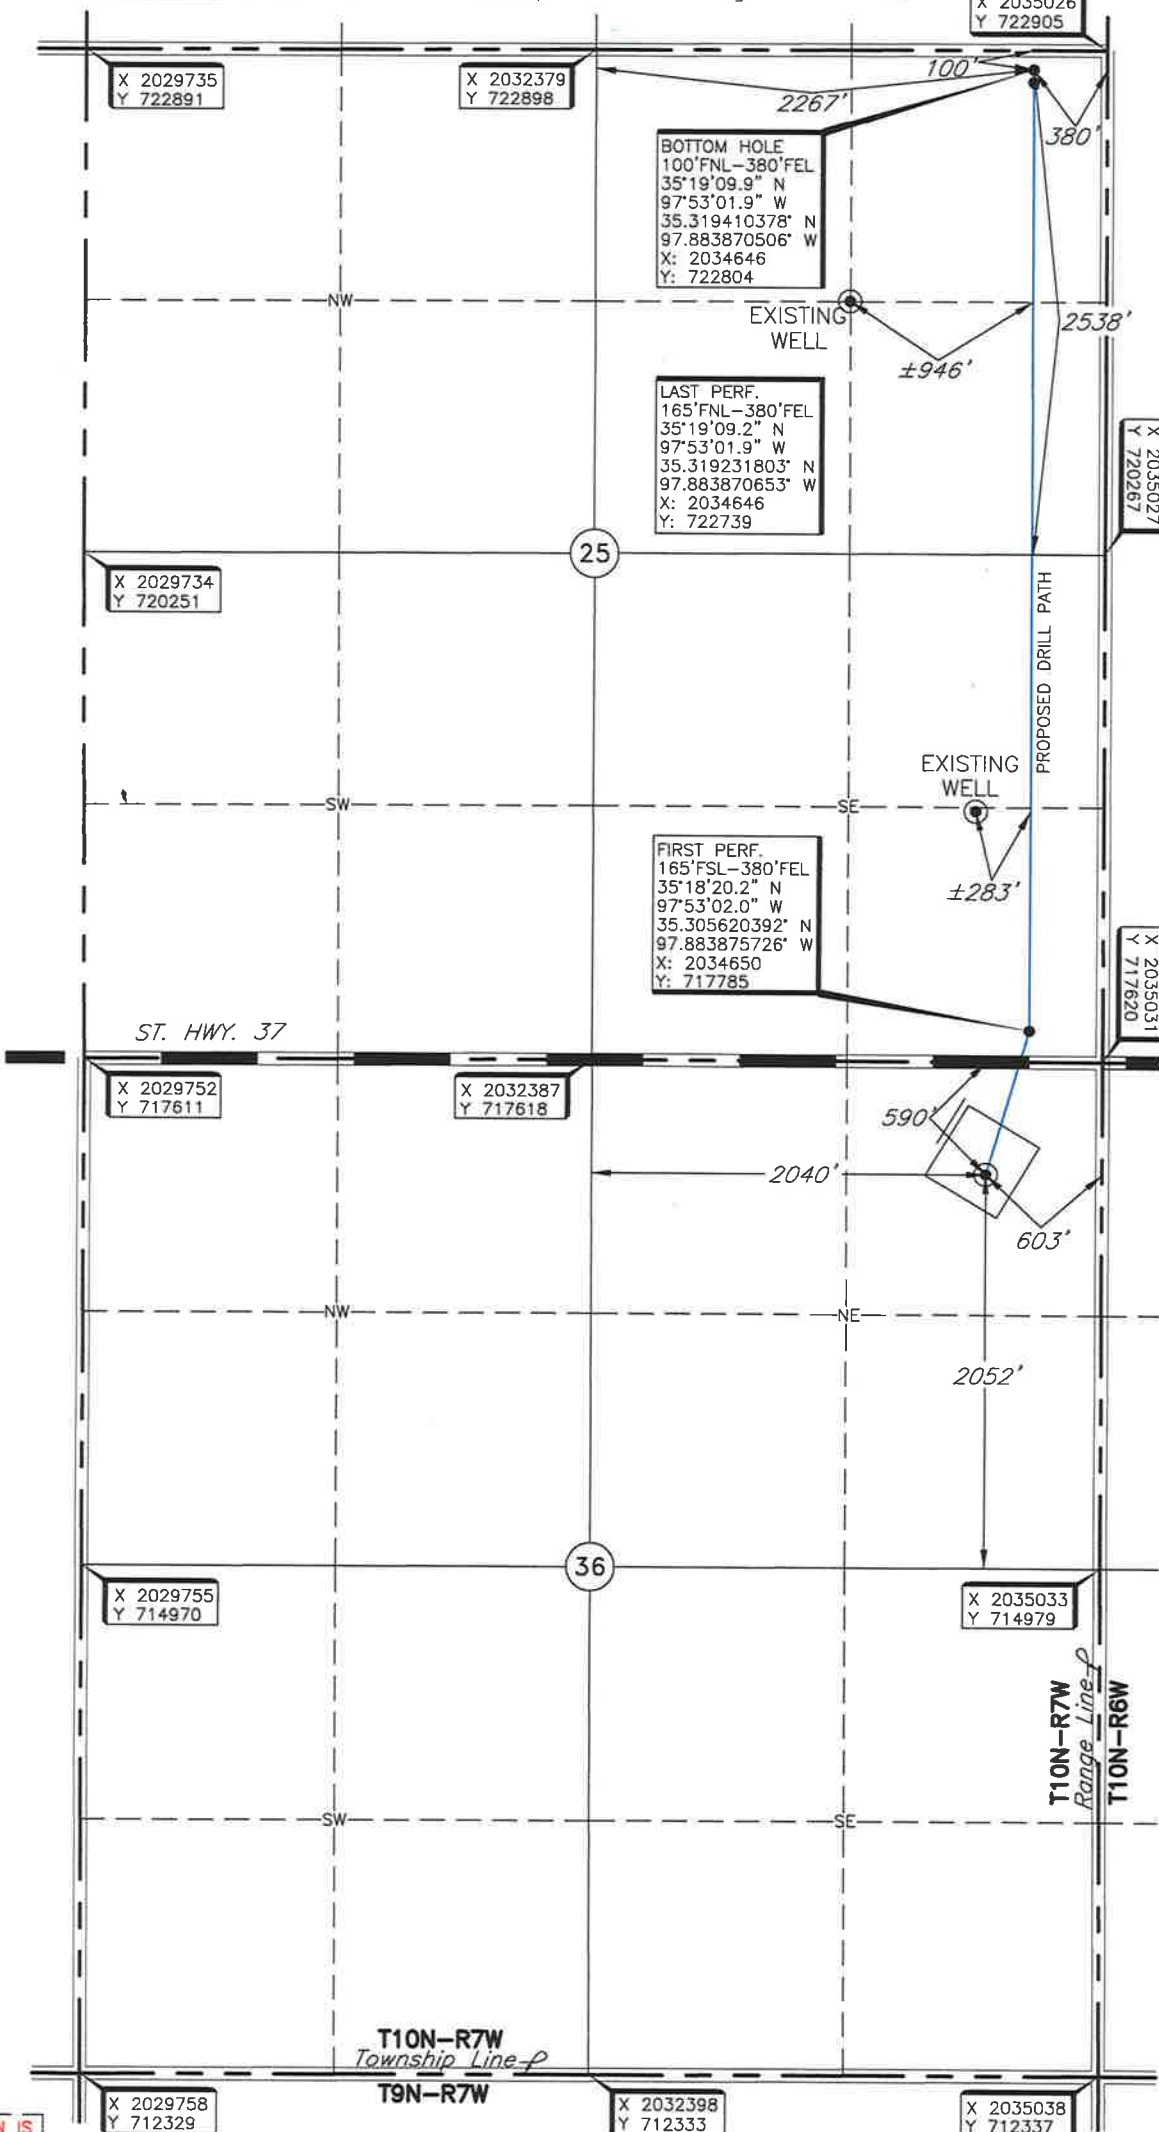 X 2035026
Y 722905
X 2029735
Y 722891
X 2032379
Y 722898
100'
2267'
380'
BOTTOM HOLE
100'FNL-380'FEL
35°19'09.9" N
97°53'01.9" W
35.319410378° N
97.883870506° W
X: 2034646
Y: 722804
NW
EXISTING
WELL
2538'
±946'
LAST PERF.
165'FNL-380'FEL
35°19'09.2" N
97°53'01.9" W
35.319231803° N
97.883870653° W
X: 2034646
Y: 722739
X 2035027
Y 720267
25
X 2029734
Y 720251
PROPOSED DRILL PATH
EXISTING
WELL
SW
SE
±283'
FIRST PERF.
165'FSL-380'FEL
35°18'20.2" N
97°53'02.0" W
35.305620392° N
97.883875726° W
X: 2034650
Y: 717785
X 2035031
Y 717620
ST. HWY. 37
X 2029752
Y 717611
X 2032387
Y 717618
590'
2040'
603'
NW
NE
2052'
36
X 2029755
Y 714970
X 2035033
Y 714979
T10N-R7W
Range Line
T10N-R6W
SW
SE
T10N-R7W
Township Line
T9N-R7W
X 2029758
Y 712329
X 2032398
Y 712333
X 2035038
Y 712337
IS